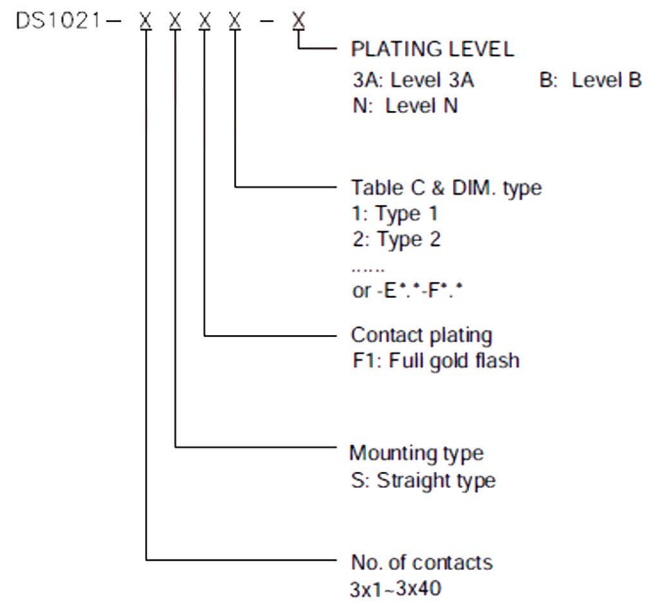 DS1021- X X X X - X
PLATING LEVEL
3A: Level 3A B: Level B
N: Level N
Table C & DIM. type
1: Type 1
2: Type 2
......
or -E*.*-F*.*
Contact plating
F1: Full gold flash
Mounting type
S: Straight type
No. of contacts
3x1~3x40